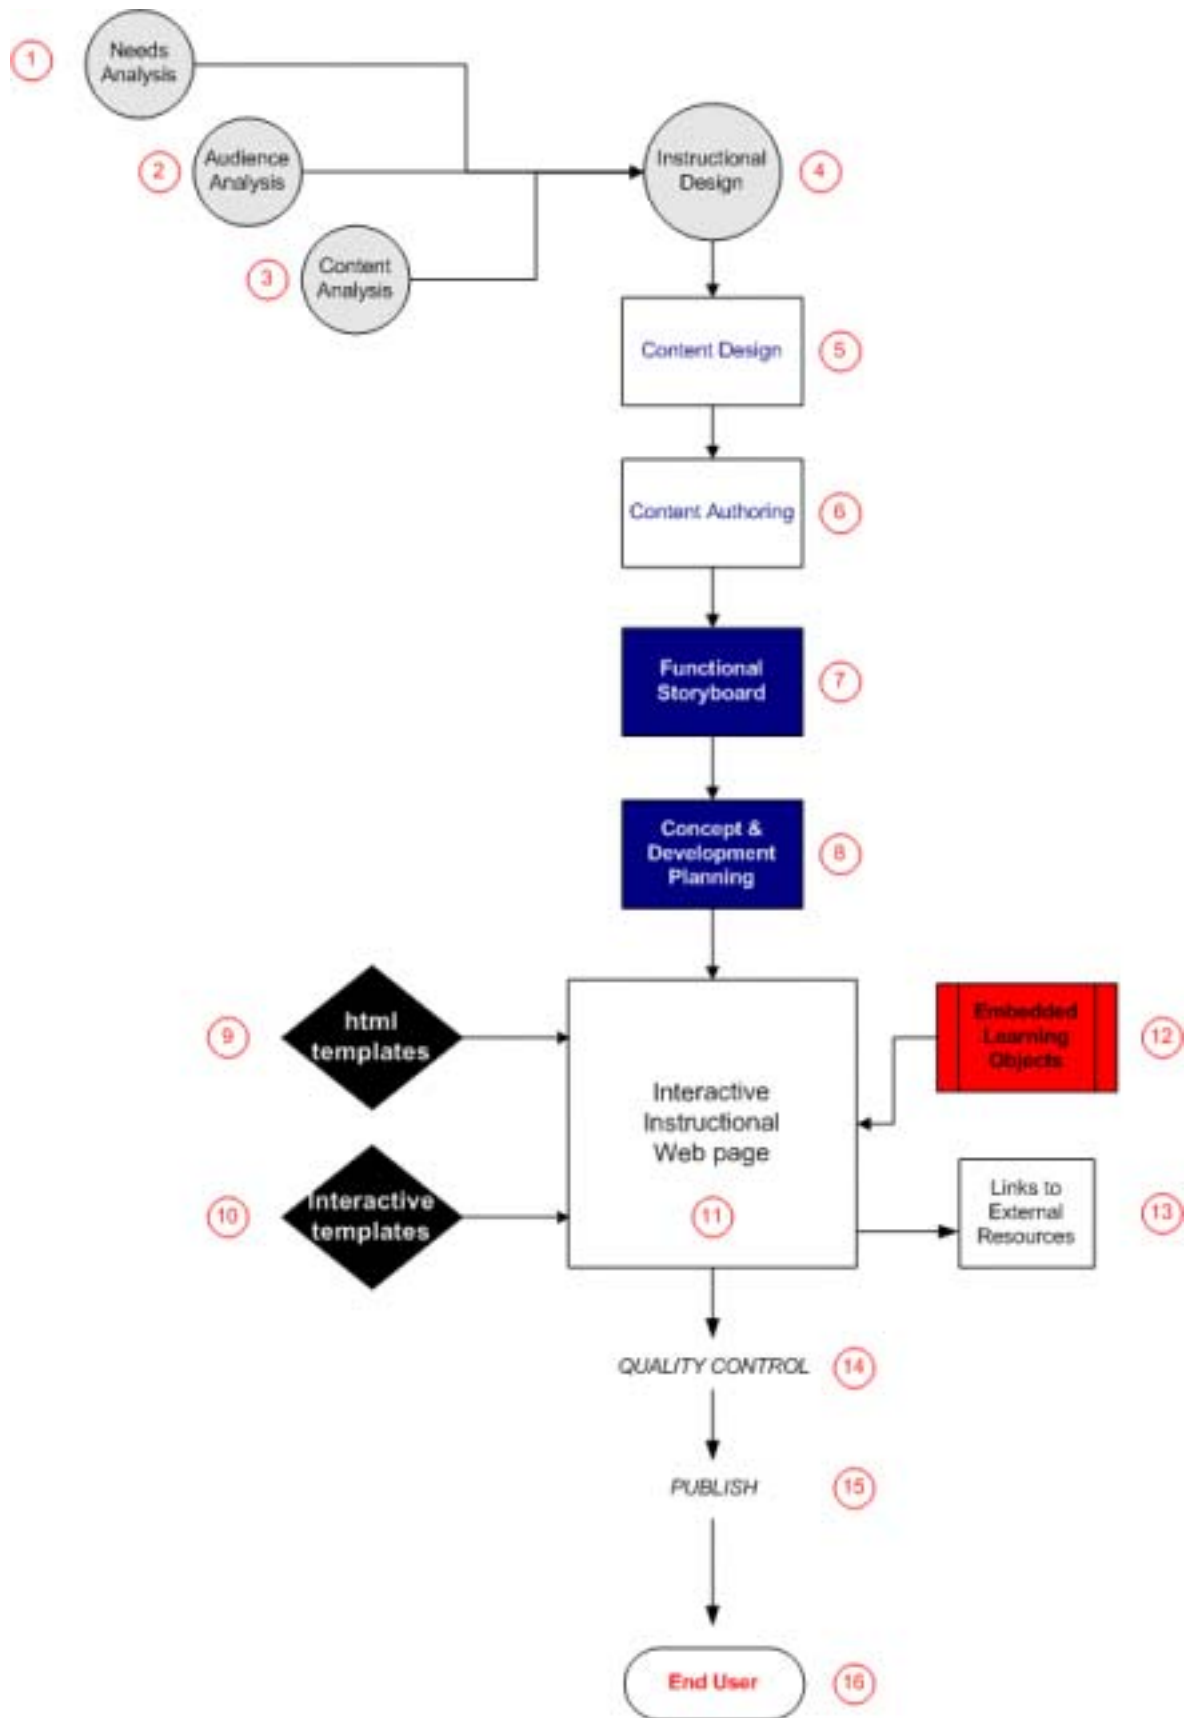 1
Needs
Analysis
2
Audience
Analysis
3
Content
Analysis
Instructional
Design
4
Content Design
5
Content Authoring
6
Functional
Storyboard
7
Concept &
Development
Planning
8
9
html
templates
10
Interactive
templates
Interactive
Instructional
Web page
11
Embedded
Learning
Objects
12
Links to
External
Resources
13
QUALITY CONTROL
14
PUBLISH
15
End User
16